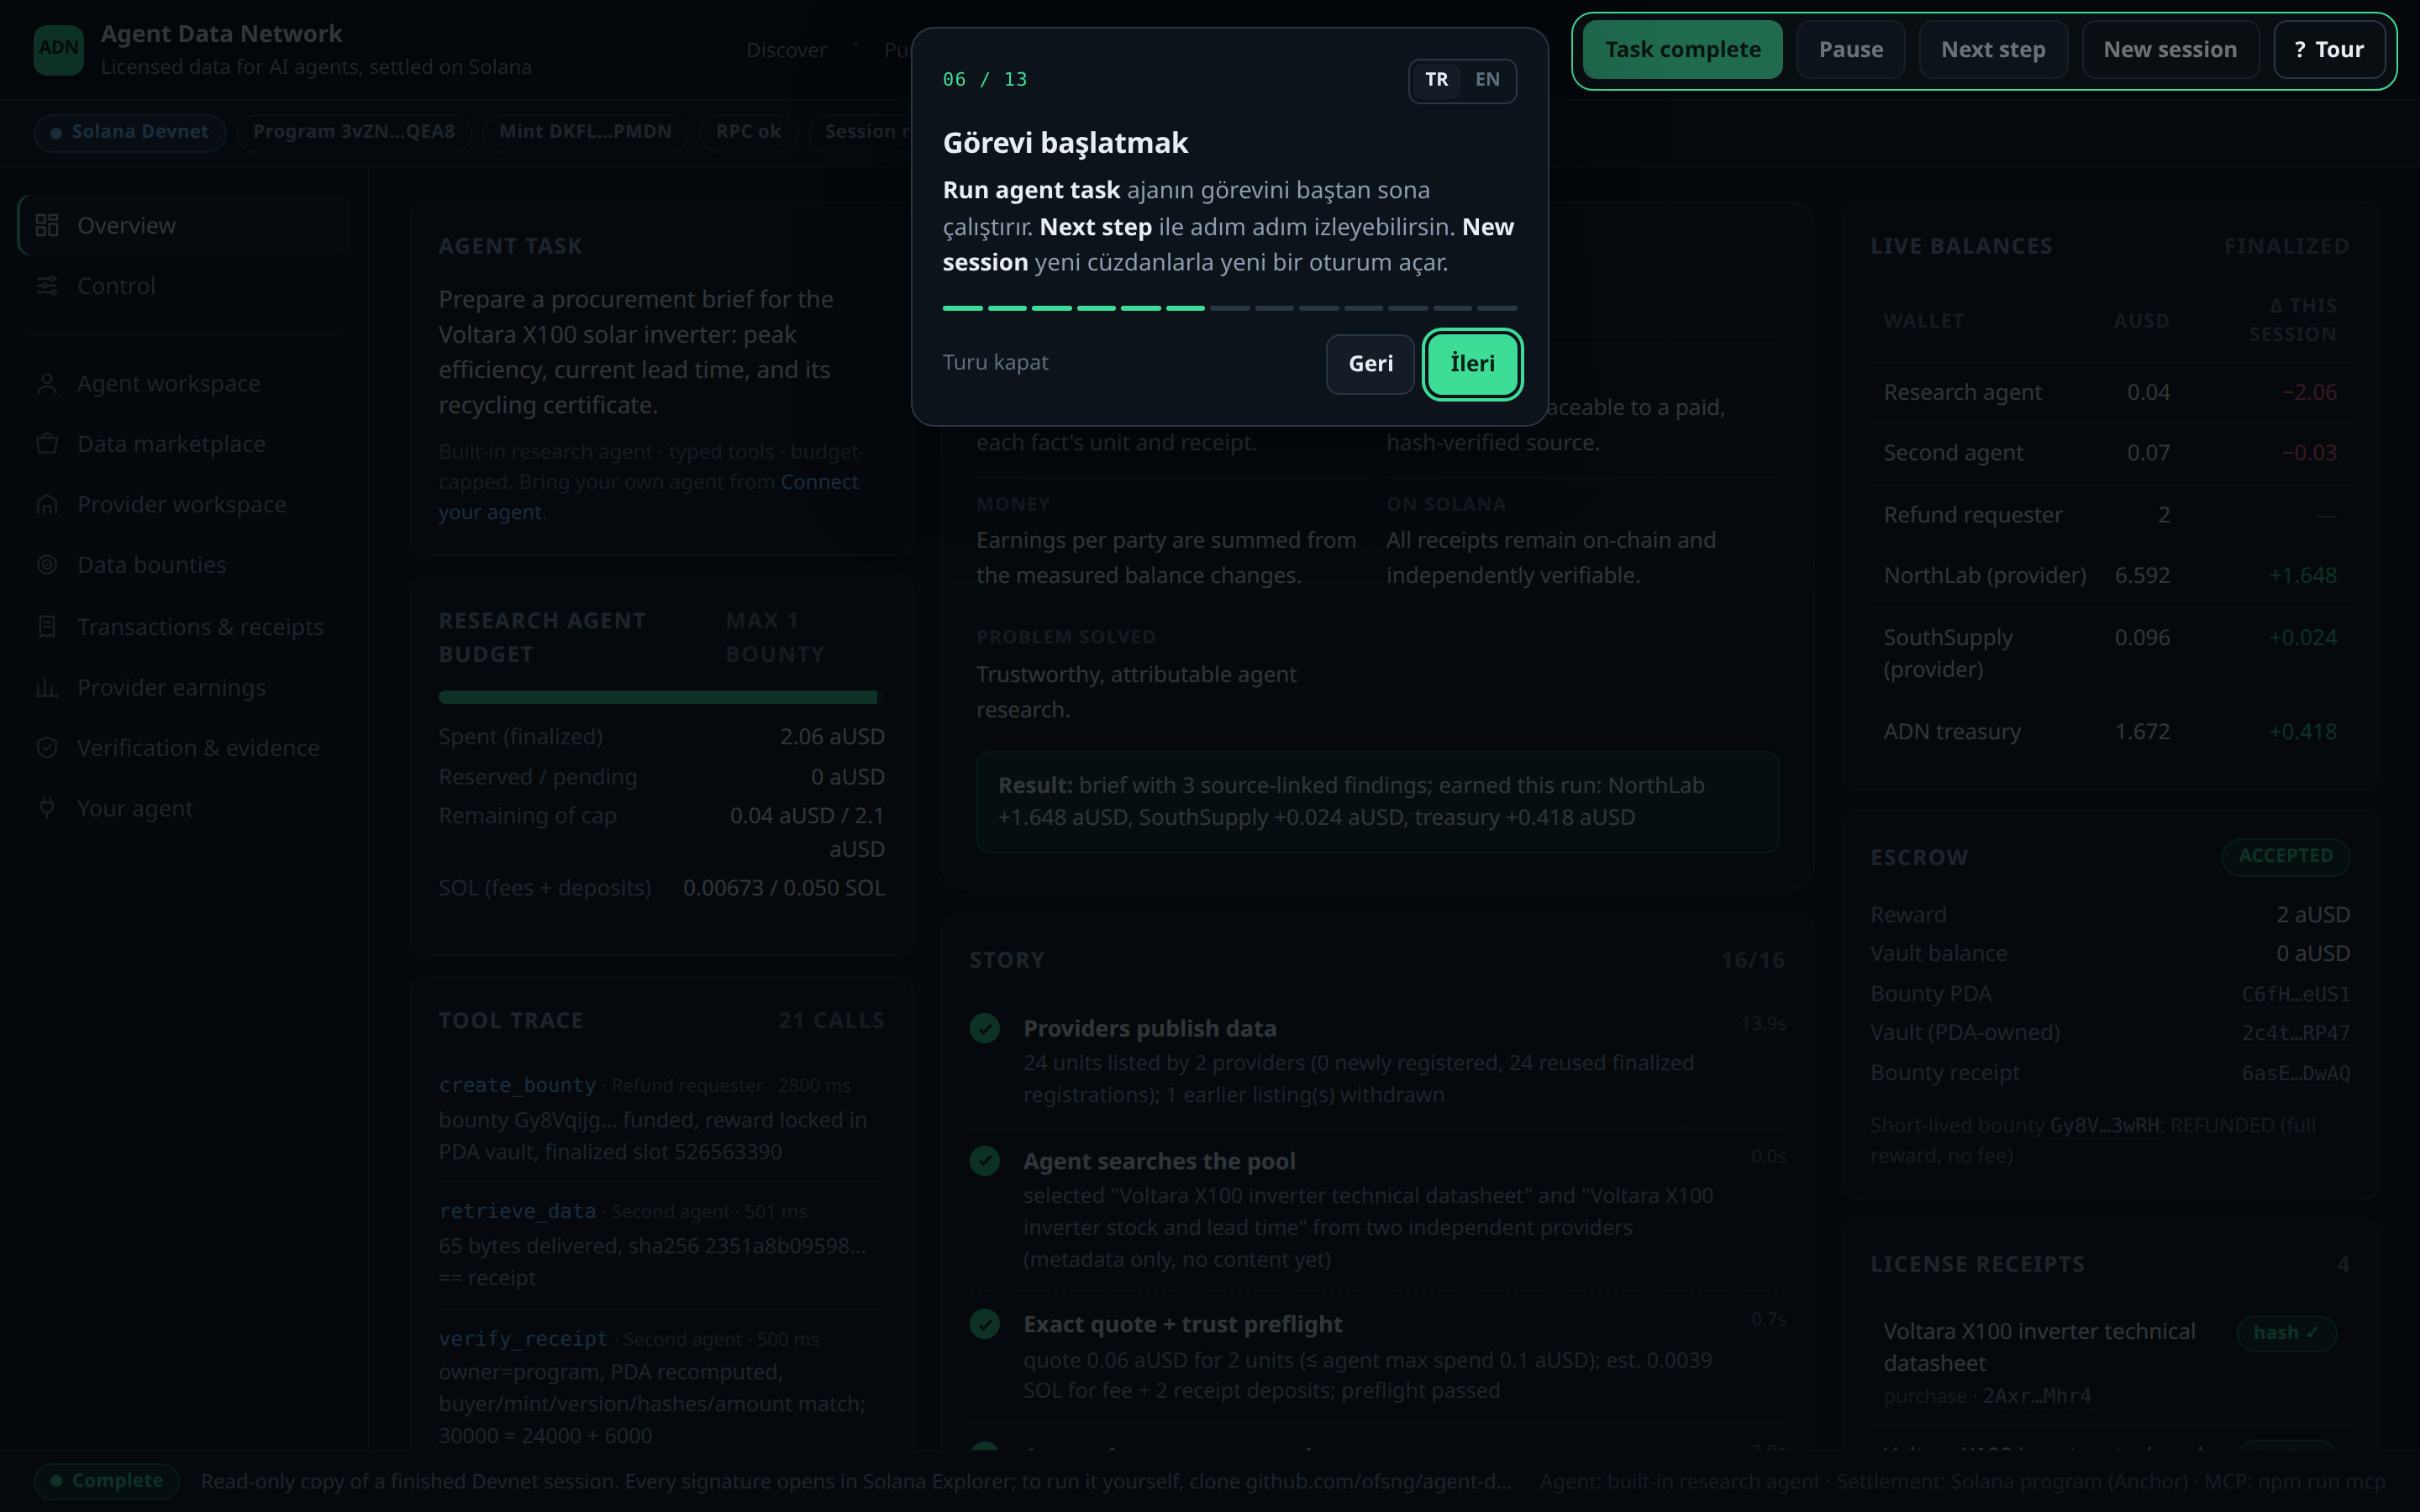 ADN
Agent Data Network
Licensed data for AI agents, settled on Solana
Discover ·
Task complete
Pause
Next step
New session
? Tour
Solana Devnet
Program 3vZN…QEA8
Mint DKFL…PMDN
RPC ok
Session
06 / 13
TR EN
Görevi başlatmak
Run agent task ajanın görevini baştan sona
çalıştırır. Next step ile adım adım izleyebilirsin. New
session yeni cüzdanlarla yeni bir oturum açar.
Turu kapat
Geri
İleri
Overview
Control
Agent workspace
Data marketplace
Provider workspace
Data bounties
Transactions & receipts
Provider earnings
Verification & evidence
Your agent
AGENT TASK
Prepare a procurement brief for the
Voltara X100 solar inverter: peak
efficiency, current lead time, and its
recycling certificate.
Built-in research agent · typed tools · budget-
capped. Bring your own agent from Connect
your agent.
RESEARCH AGENT
BUDGET
MAX 1
BOUNTY
Spent (finalized) 2.06 aUSD
Reserved / pending 0 aUSD
Remaining of cap 0.04 aUSD / 2.1
aUSD
SOL (fees + deposits) 0.00673 / 0.050 SOL
TOOL TRACE 21 CALLS
create_bounty · Refund requester · 2800 ms
bounty Gy8Vqijg… funded, reward locked in
PDA vault, finalized slot 526563390
retrieve_data · Second agent · 501 ms
65 bytes delivered, sha256 2351a8b09598…
== receipt
verify_receipt · Second agent · 500 ms
owner=program, PDA recomputed,
buyer/mint/version/hashes/amount match;
30000 = 24000 + 6000
each fact's unit and receipt.
to a paid,
hash-verified source.
MONEY
Earnings per party are summed from
the measured balance changes.
ON SOLANA
All receipts remain on-chain and
independently verifiable.
PROBLEM SOLVED
Trustworthy, attributable agent
research.
Result: brief with 3 source-linked findings; earned this run: NorthLab
+1.648 aUSD, SouthSupply +0.024 aUSD, treasury +0.418 aUSD
STORY 16/16
Providers publish data 13.9s
24 units listed by 2 providers (0 newly registered, 24 reused finalized
registrations); 1 earlier listing(s) withdrawn
Agent searches the pool 0.0s
selected "Voltara X100 inverter technical datasheet" and "Voltara X100
inverter stock and lead time" from two independent providers
(metadata only, no content yet)
Exact quote + trust preflight 0.7s
quote 0.06 aUSD for 2 units (≤ agent max spend 0.1 aUSD); est. 0.0039
SOL for fee + 2 receipt deposits; preflight passed
LIVE BALANCES FINALIZED
WALLET AUSD Δ THIS
SESSION
Research agent 0.04 −2.06
Second agent 0.07 −0.03
Refund requester 2 —
NorthLab (provider) 6.592 +1.648
SouthSupply
(provider) 0.096 +0.024
ADN treasury 1.672 +0.418
ESCROW ACCEPTED
Reward 2 aUSD
Vault balance 0 aUSD
Bounty PDA C6fH…eUS1
Vault (PDA-owned) 2c4t…RP47
Bounty receipt 6asE…DwAQ
Short-lived bounty Gy8V…3wRH: REFUNDED (full
reward, no fee)
LICENSE RECEIPTS 4
Voltara X100 inverter technical
datasheet
hash ✓
purchase · 2Axr…Mhr4
Complete
Read-only copy of a finished Devnet session. Every signature opens in Solana Explorer; to run it yourself, clone github.com/ofsng/agent-d…
Agent: built-in research agent · Settlement: Solana program (Anchor) · MCP: npm run mcp